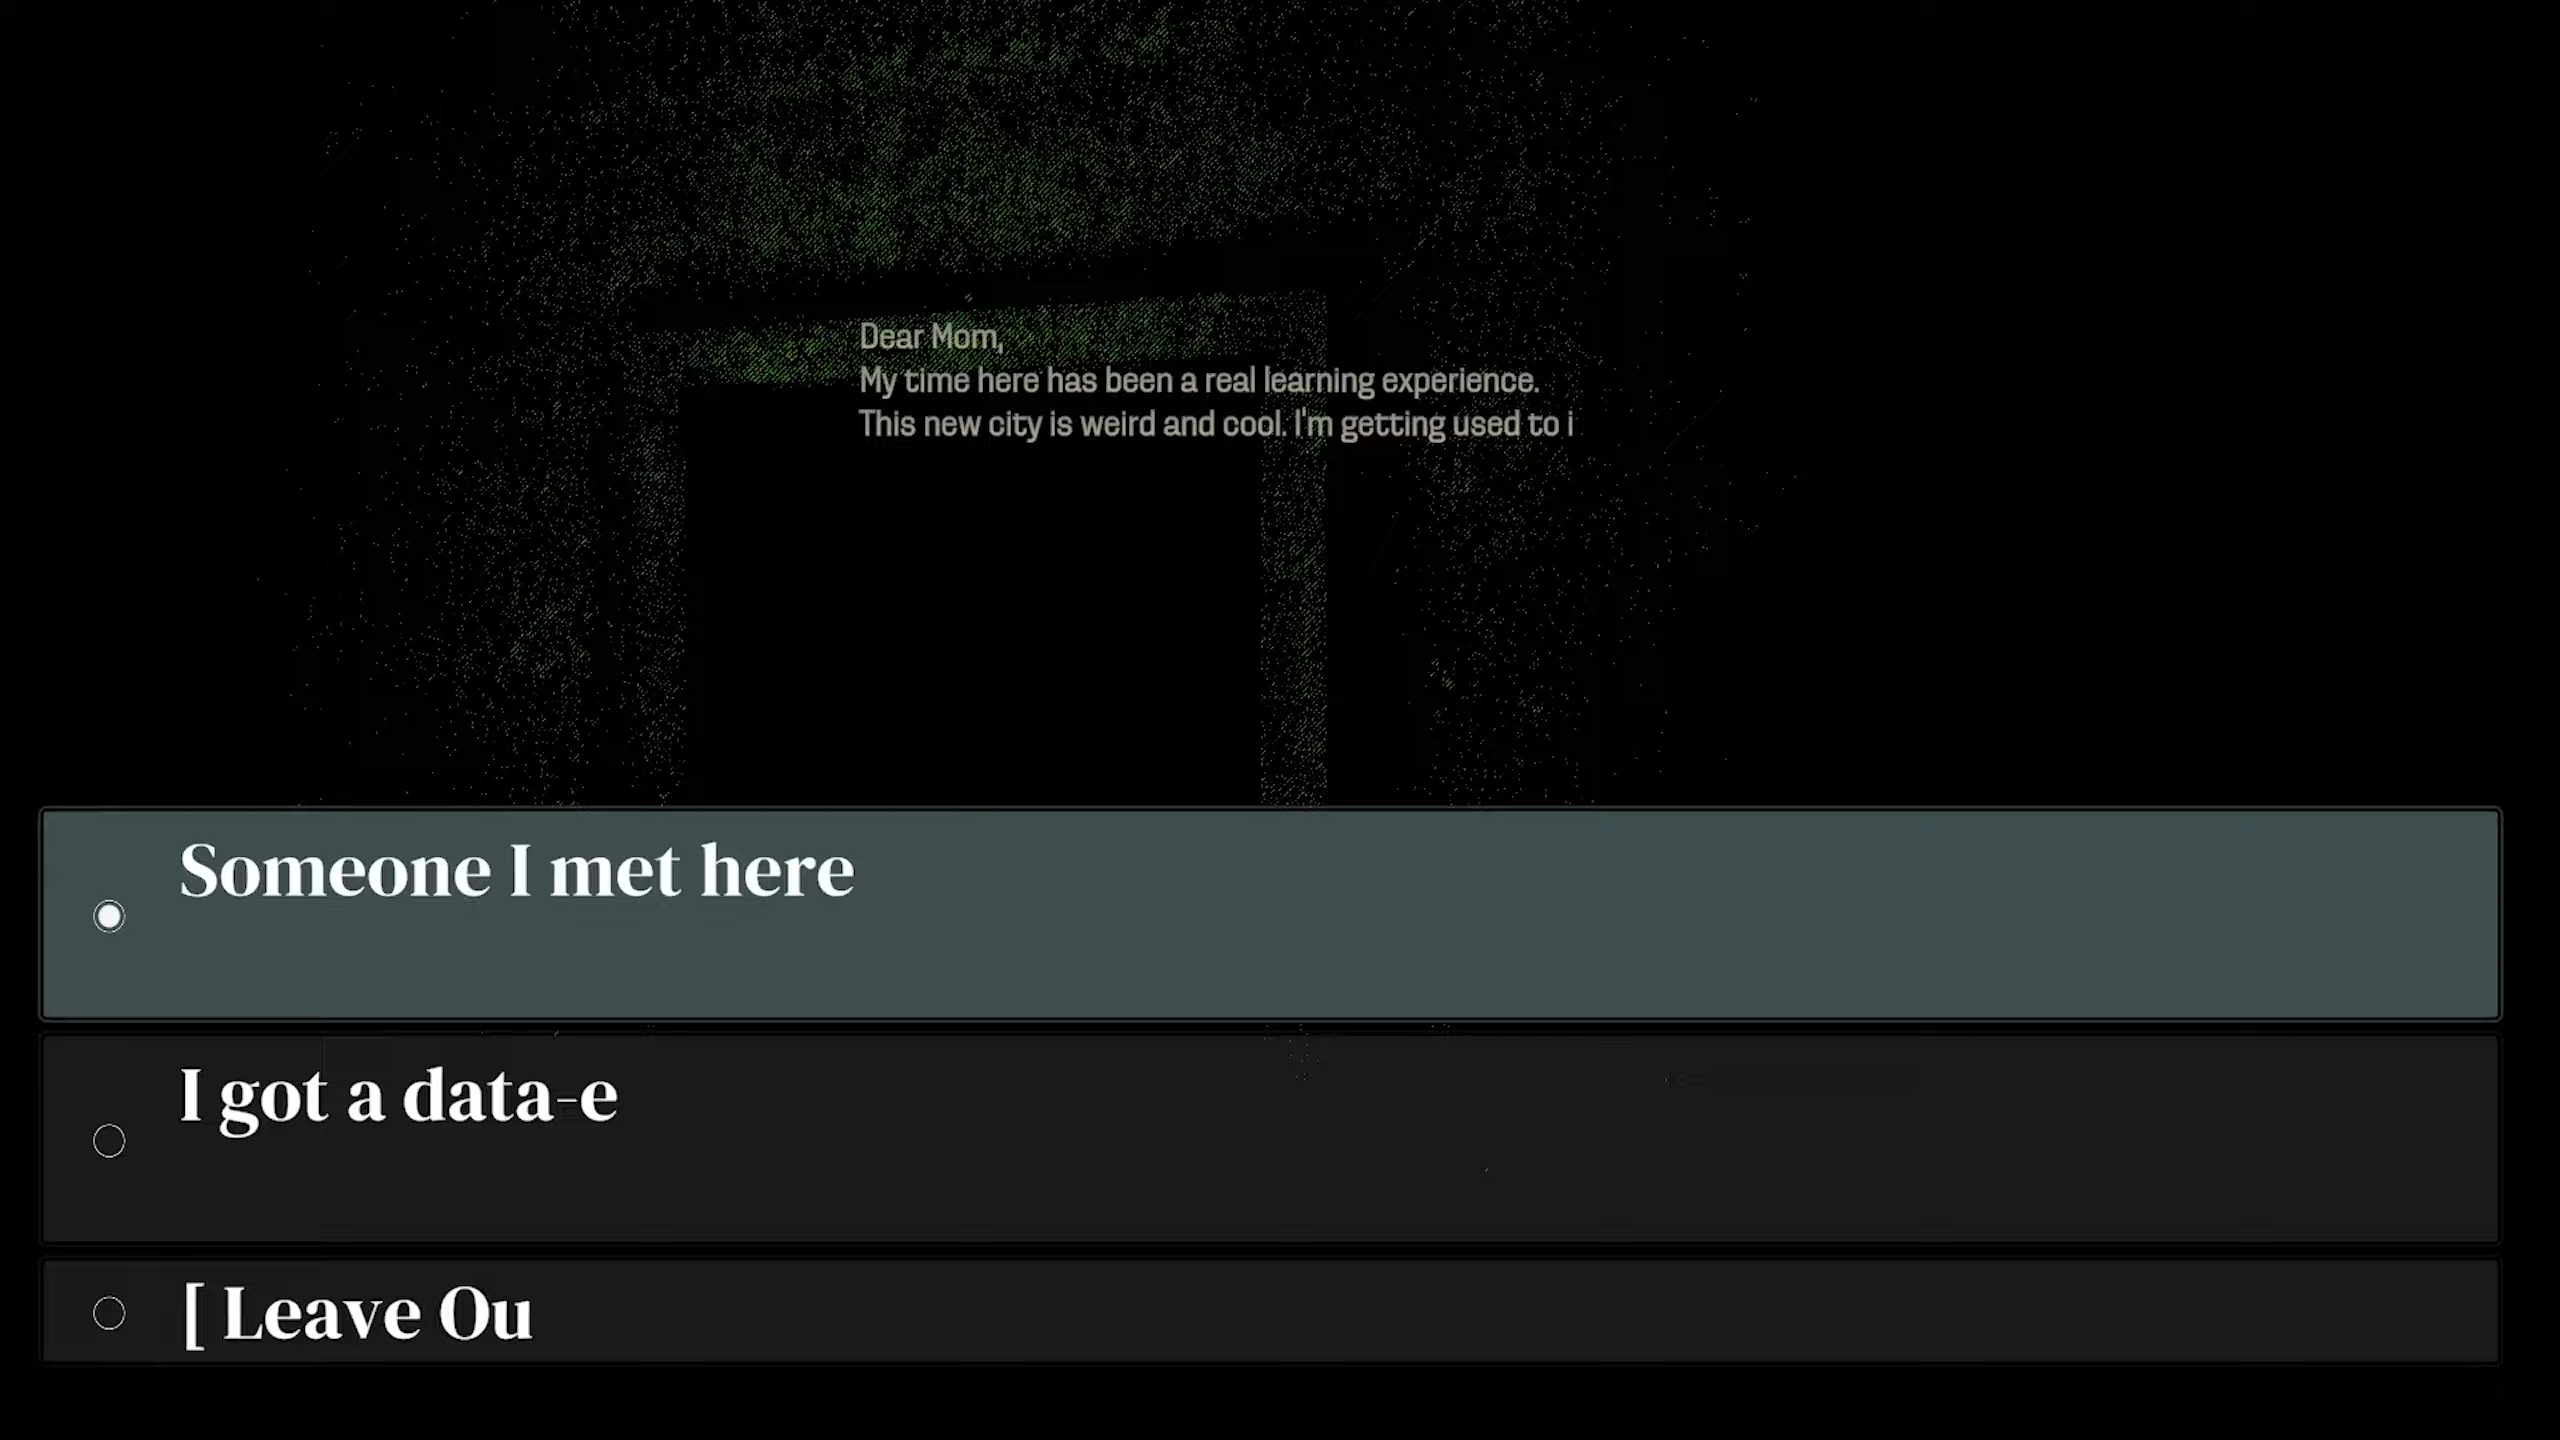 Dear Mom,
My time here has been a real learning experience.
This new city is weird and cool. I'm getting used to i
Someone I met here
I got a data-e
[ Leave Ou